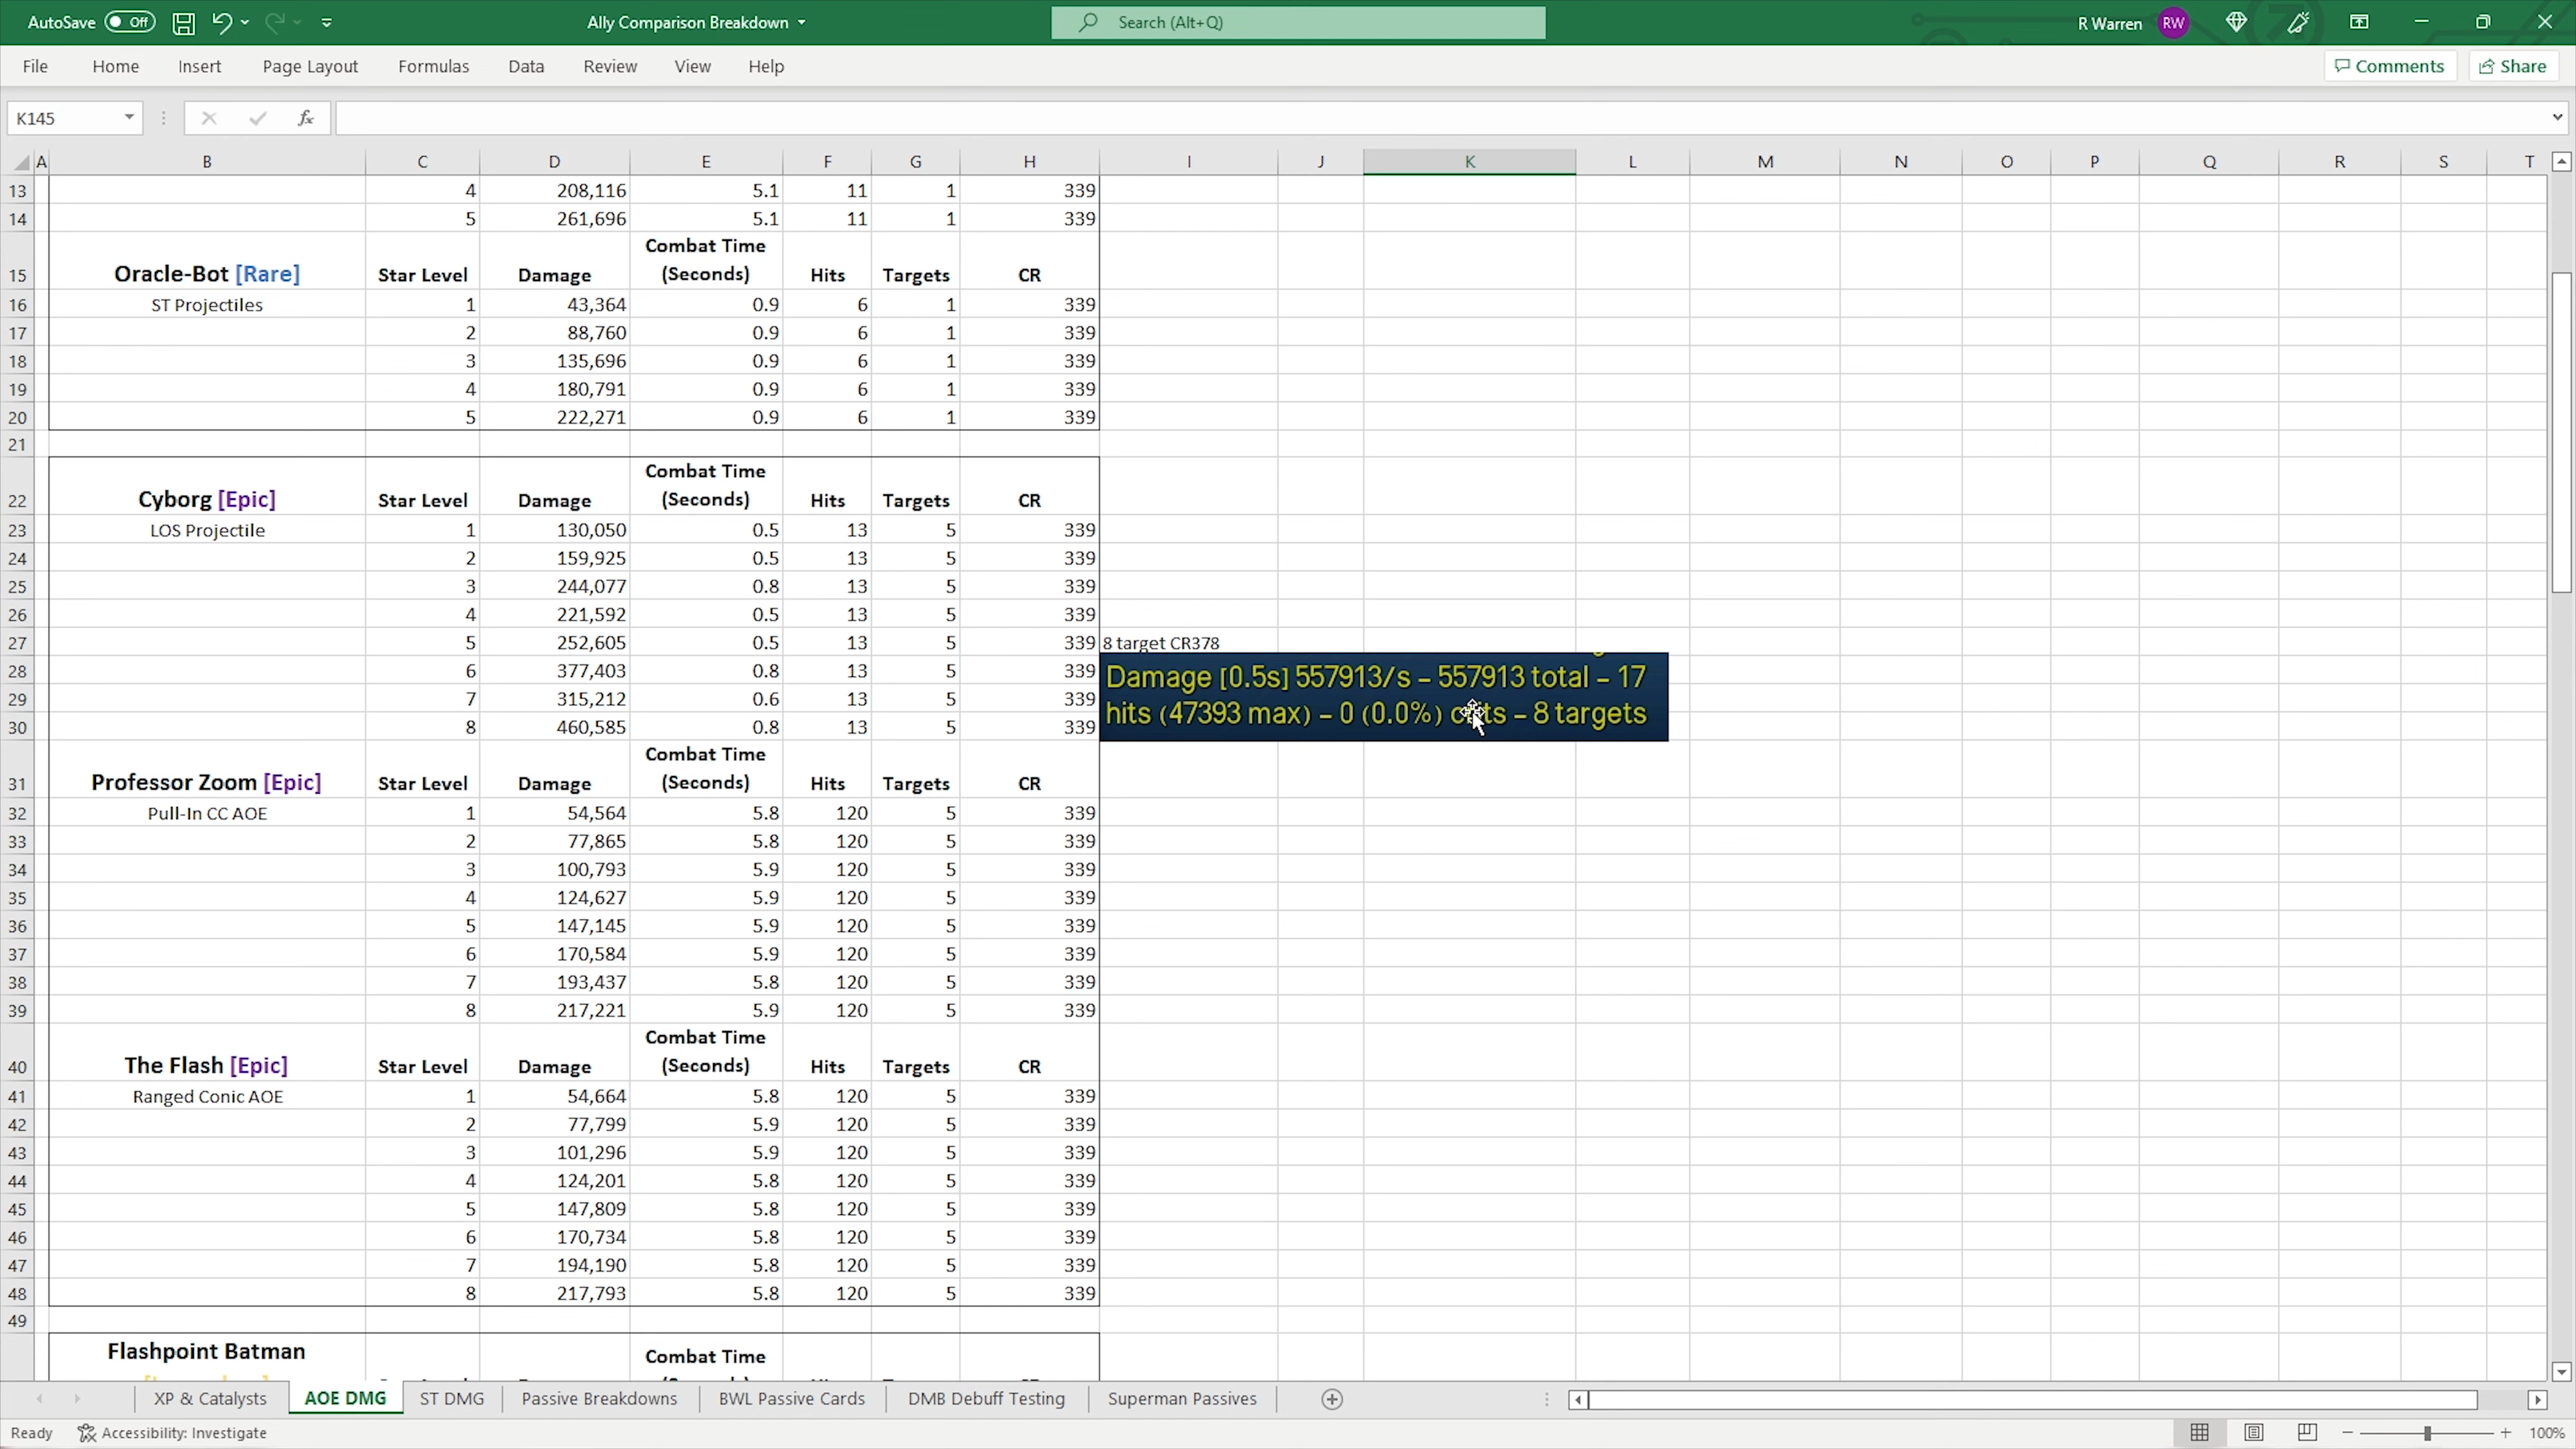 AutoSave Off Ally Comparison Breakdown Search (Alt+Q) R Warren RW
File Home Insert Page Layout Formulas Data Review View Help Comments Share
K145 fx
A B C D E F G H I J K L M N O P Q R S T
13 4 208,116 5.1 11 1 339
14 5 261,696 5.1 11 1 339
Combat Time
15 Oracle-Bot [Rare] Star Level Damage (Seconds) Hits Targets CR
16 ST Projectiles 1 43,364 0.9 6 1 339
17 2 88,760 0.9 6 1 339
18 3 135,696 0.9 6 1 339
19 4 180,791 0.9 6 1 339
20 5 222,271 0.9 6 1 339
21
Combat Time
22 Cyborg [Epic] Star Level Damage (Seconds) Hits Targets CR
23 LOS Projectile 1 130,050 0.5 13 5 339
24 2 159,925 0.5 13 5 339
25 3 244,077 0.8 13 5 339
26 4 221,592 0.5 13 5 339
27 5 252,605 0.5 13 5 339 8 target CR378
28 6 377,403 0.8 13 5 339 Damage [0.5s] 557913/s – 557913 total – 17
29 7 315,212 0.6 13 5 339
30 8 460,585 0.8 13 5 339 hits (47393 max) – 0 (0.0%) crits – 8 targets
Combat Time
31 Professor Zoom [Epic] Star Level Damage (Seconds) Hits Targets CR
32 Pull-In CC AOE 1 54,564 5.8 120 5 339
33 2 77,865 5.8 120 5 339
34 3 100,793 5.9 120 5 339
35 4 124,627 5.9 120 5 339
36 5 147,145 5.9 120 5 339
37 6 170,584 5.9 120 5 339
38 7 193,437 5.8 120 5 339
39 8 217,221 5.9 120 5 339
Combat Time
40 The Flash [Epic] Star Level Damage (Seconds) Hits Targets CR
41 Ranged Conic AOE 1 54,664 5.8 120 5 339
42 2 77,799 5.9 120 5 339
43 3 101,296 5.9 120 5 339
44 4 124,201 5.8 120 5 339
45 5 147,809 5.8 120 5 339
46 6 170,734 5.8 120 5 339
47 7 194,190 5.8 120 5 339
48 8 217,793 5.8 120 5 339
49
Flashpoint Batman Combat Time
XP & Catalysts AOE DMG ST DMG Passive Breakdowns BWL Passive Cards DMB Debuff Testing Superman Passives
Ready Accessibility: Investigate 100%